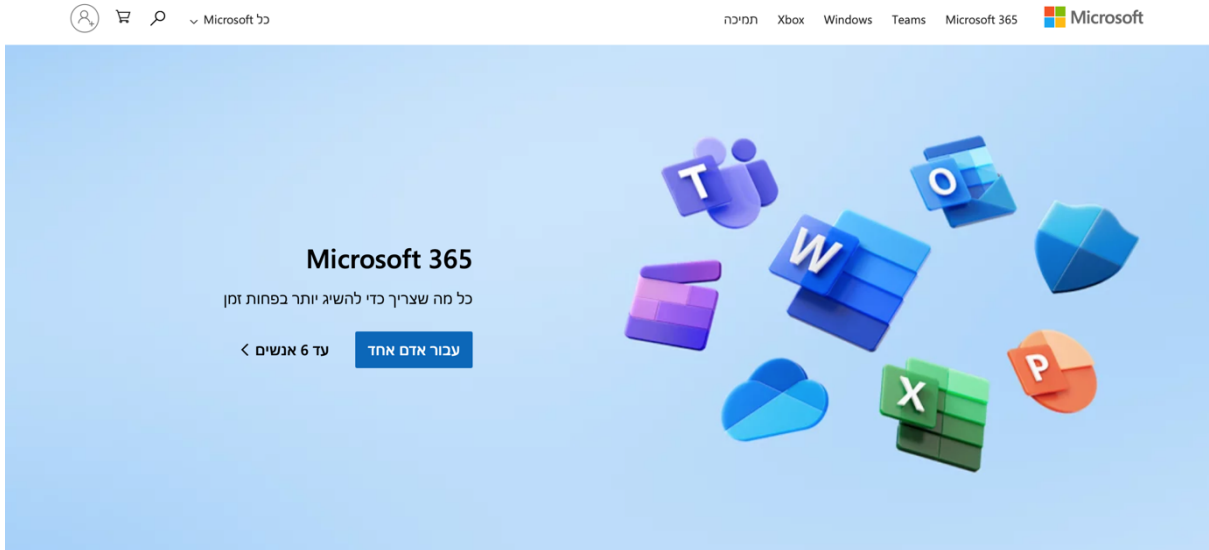 Microsoft
Microsoft 365
Teams
Windows
Xbox
תמיכה
כל Microsoft
T
O
W
P
X
Microsoft 365
כל מה שצריך כדי להשיג יותר בפחות זמן
עבור אדם אחד
עד 6 אנשים